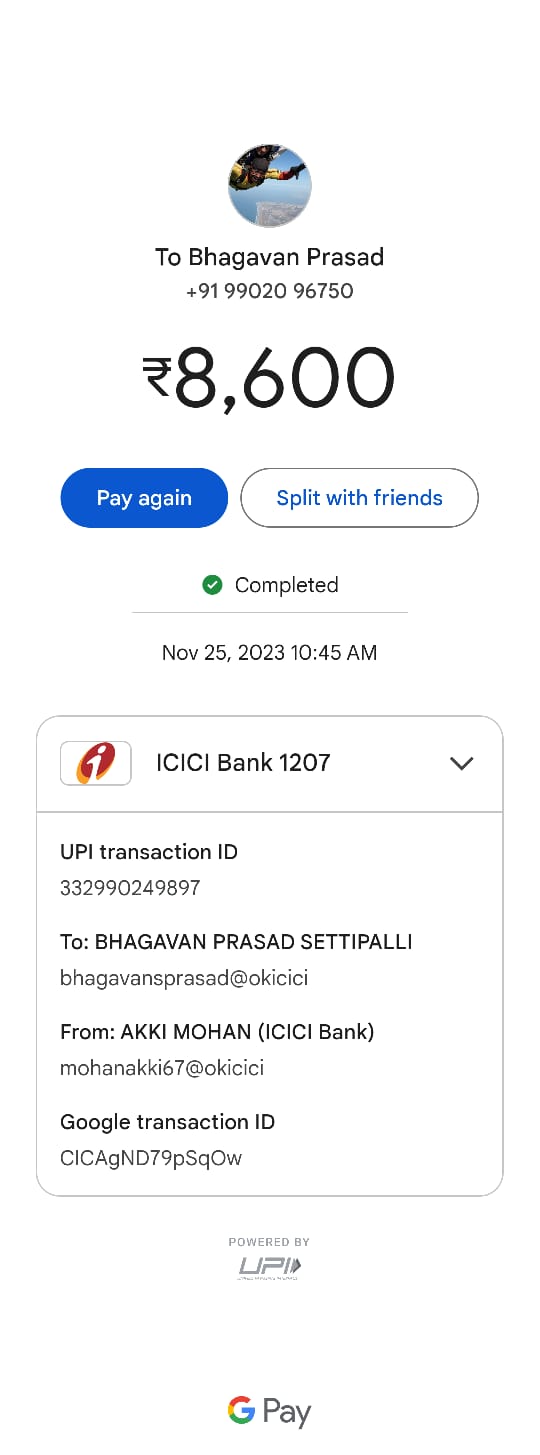 To Bhagavan Prasad
+91 99020 96750
₹8,600
Pay again
Split with friends
Completed
Nov 25, 2023 10:45 AM
ICICI Bank 1207
UPI transaction ID
332990249897
To: BHAGAVAN PRASAD SETTIPALLI
bhagavansprasad@okicici
From: AKKI MOHAN (ICICI Bank)
mohanakki67@okicici
Google transaction ID
CICAgND79pSqOw
POWERED BY
UPI
G Pay